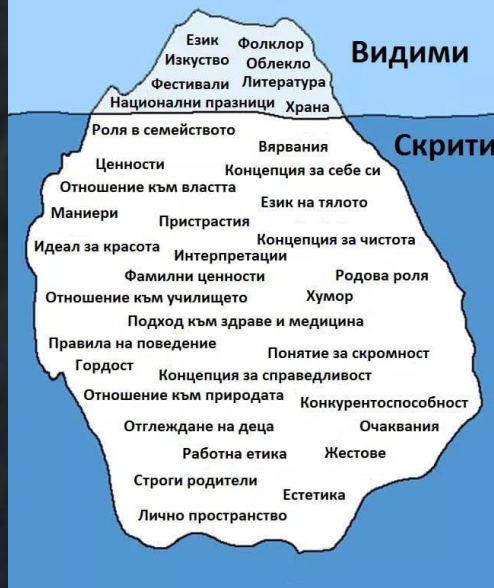 Език Фолклор
Видими
Изкуство Облекло
Фестивали Литература
Национални празници Храна
Роля в семейството
Скрити
Вярвания
Ценности Концепция за себе си
Отношение към властта
Език на тялото
Маниери Пристрастия
Концепция за чистота
Идеал за красота
Интерпретации
Фамилни ценности Родова роля
Отношение към училището Хумор
Подход към здраве и медицина
Правила на поведение
Понятие за скромност
Гордост
Концепция за справедливост
Отношение към природата
Конкурентоспособност
Отглеждане на деца Очаквания
Работна етика Жестове
Строги родители
Естетика
Лично пространство